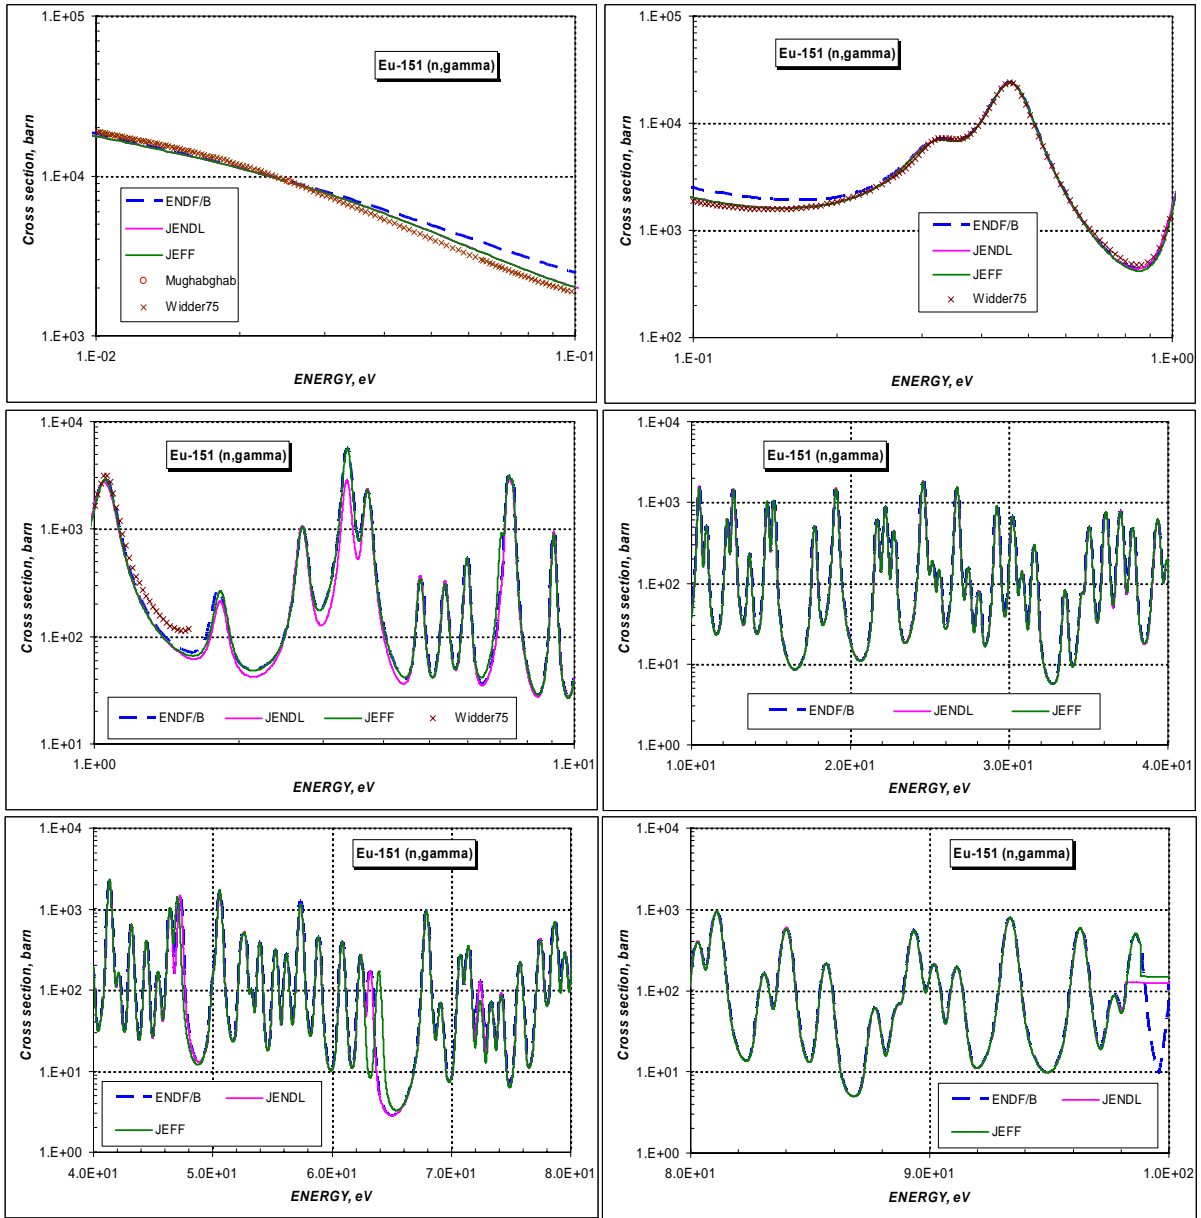 1.E+05
1.E+04
1.E+03
Cross section, barn
Eu-151 (n,gamma)
ENDF/B
JENDL
JEFF
Mughabghab
Widder75
1.E-02
1.E-01
ENERGY, eV
1.E+05
1.E+04
1.E+03
1.E+02
Cross section, barn
Eu-151 (n,gamma)
ENDF/B
JENDL
JEFF
Widder75
1.E-01
1.E+00
ENERGY, eV
1.E+04
1.E+03
1.E+02
1.E+01
Cross section, barn
Eu-151 (n,gamma)
ENDF/B JENDL JEFF Widder75
1.E+00
1.E+01
ENERGY, eV
1.E+04
1.E+03
1.E+02
1.E+01
1.E+00
Cross section, barn
Eu-151 (n,gamma)
ENDF/B JENDL JEFF
1.0E+01 2.0E+01 3.0E+01 4.0E+01
ENERGY, eV
1.E+04
1.E+03
1.E+02
1.E+01
1.E+00
Cross section, barn
Eu-151 (n,gamma)
ENDF/B JENDL
JEFF
4.0E+01 5.0E+01 6.0E+01 7.0E+01 8.0E+01
ENERGY, eV
1.E+04
1.E+03
1.E+02
1.E+01
1.E+00
Cross section, barn
Eu-151 (n,gamma)
ENDF/B JENDL
JEFF
8.0E+01 9.0E+01 1.0E+02
ENERGY, eV